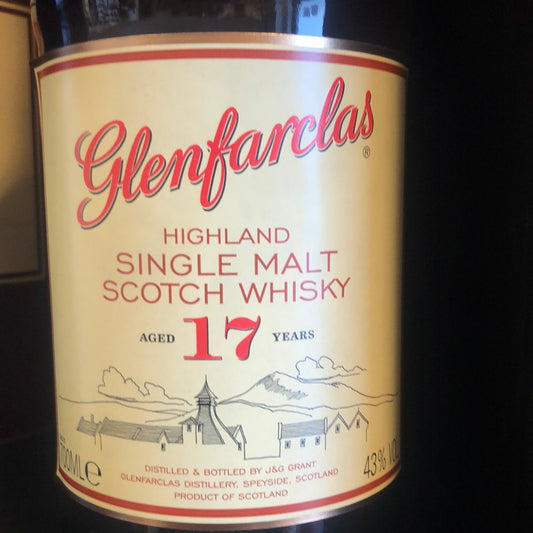 Glenfarclas
®
HIGHLAND
SINGLE MALT
SCOTCH WHISKY
AGED 17 YEARS
DISTILLED & BOTTLED BY J&G GRANT
GLENFARCLAS DISTILLERY, SPEYSIDE, SCOTLAND
PRODUCT OF SCOTLAND
43%